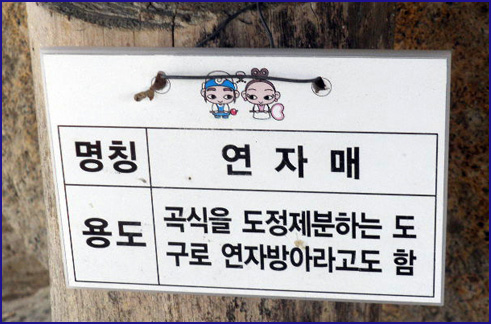 명칭 연 자 매
용도 곡식을 도정제분하는 도
구로 연자방아라고도 함